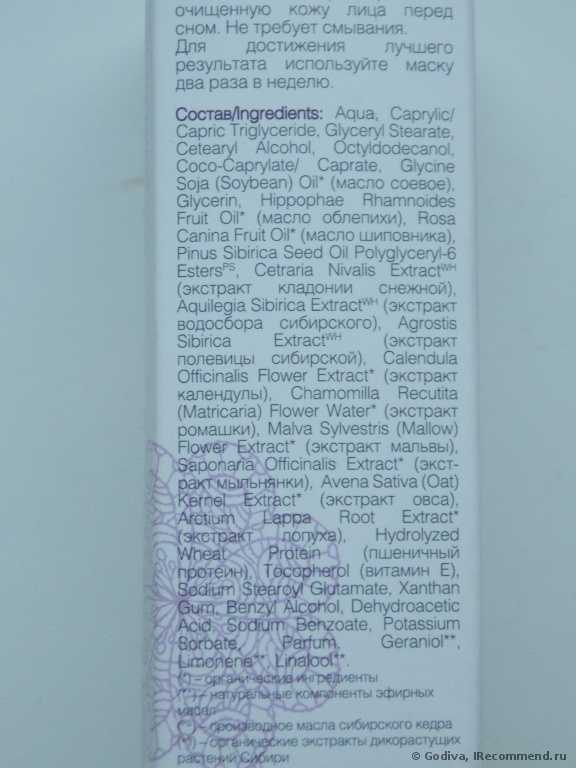 очищенную кожу лица перед
сном. Не требует смывания.
Для достижения лучшего
результата используйте маску
два раза в неделю.
Состав/Ingredients: Aqua, Caprylic/
Capric Triglyceride, Glyceryl Stearate,
Cetearyl Alcohol, Octyldodecanol,
Coco-Caprylate/ Caprate, Glycine
Soja (Soybean) Oil* (масло соевое),
Glycerin, Hippophae Rhamnoides
Fruit Oil* (масло облепихи), Rosa
Canina Fruit Oil* (масло шиповника),
Pinus Sibirica Seed Oil Polyglyceryl-6
Esters PS, Cetraria Nivalis Extract WH
(экстракт кладонии снежной),
Aquilegia Sibirica Extract WH (экстракт
водосбора сибирского), Agrostis
Sibirica Extract WH (экстракт
полевицы сибирской), Calendula
Officinalis Flower Extract* (экстракт
календулы), Chamomilla Recutita
(Matricaria) Flower Water* (экстракт
ромашки), Malva Sylvestris (Mallow)
Flower Extract* (экстракт мальвы),
Saponaria Officinalis Extract* (экст-
ракт мыльнянки), Avena Sativa (Oat)
Kernel Extract* (экстракт овса),
Arctium Lappa Root Extract*
(экстракт лопуха), Hydrolyzed
Wheat Protein (пшеничный
протеин), Tocopherol (витамин Е),
Sodium Stearoyl Glutamate, Xanthan
Gum, Benzyl Alcohol, Dehydroacetic
Acid, Sodium Benzoate, Potassium
Sorbate, Parfum, Geraniol**,
Limonene**, Linalool**.
(*) – органические ингредиенты
(**) – натуральные компоненты эфирных
масел
– производное масла сибирского кедра
– органические экстракты дикорастущих
растений Сибири
© Godiva, IRecommend.ru